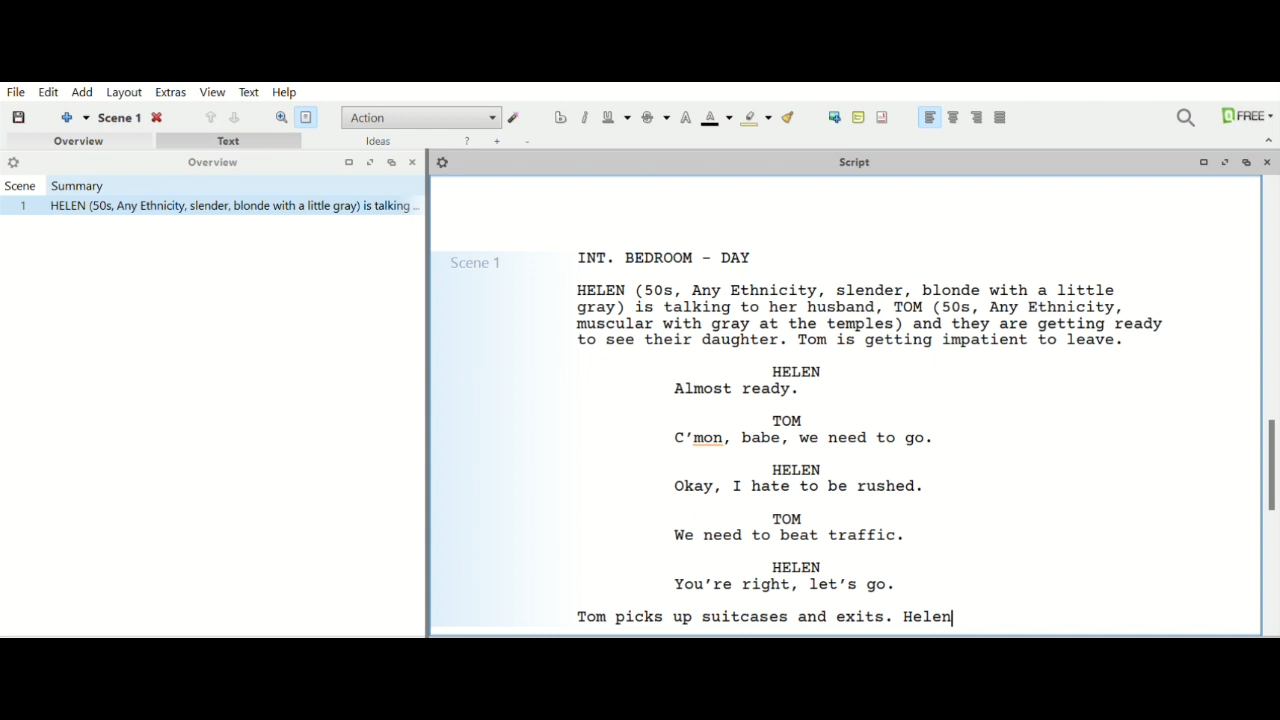 File Edit Add Layout Extras View Text Help
Scene 1 Action FREE
Overview Text Ideas ? + -
Overview Script
Scene Summary
1 HELEN (50s, Any Ethnicity, slender, blonde with a little gray) is talking ...
Scene 1
INT. BEDROOM - DAY
HELEN (50s, Any Ethnicity, slender, blonde with a little
gray) is talking to her husband, TOM (50s, Any Ethnicity,
muscular with gray at the temples) and they are getting ready
to see their daughter. Tom is getting impatient to leave.
HELEN
Almost ready.
TOM
C'mon, babe, we need to go.
HELEN
Okay, I hate to be rushed.
TOM
We need to beat traffic.
HELEN
You're right, let's go.
Tom picks up suitcases and exits. Helen